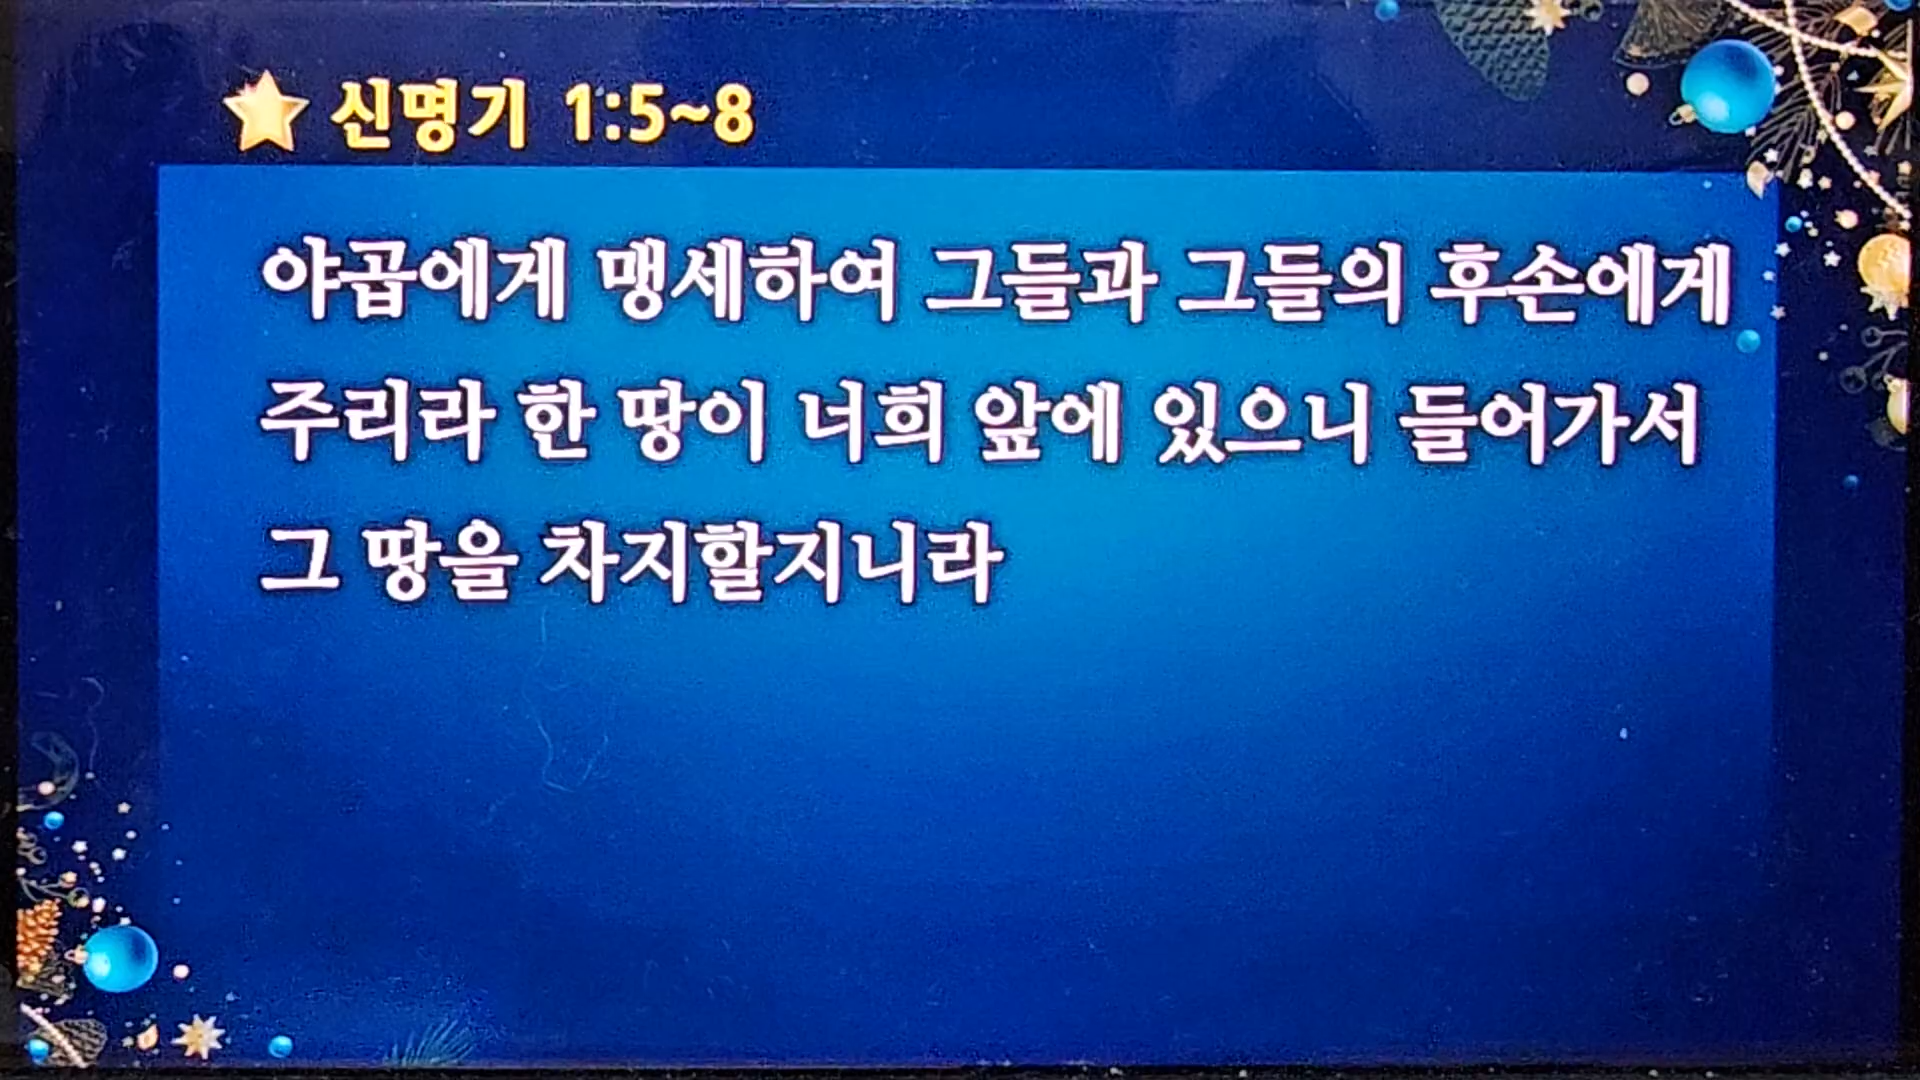 신명기 1:5~8
야곱에게 맹세하여 그들과 그들의 후손에게
주리라 한 땅이 너희 앞에 있으니 들어가서
그 땅을 차지할지니라